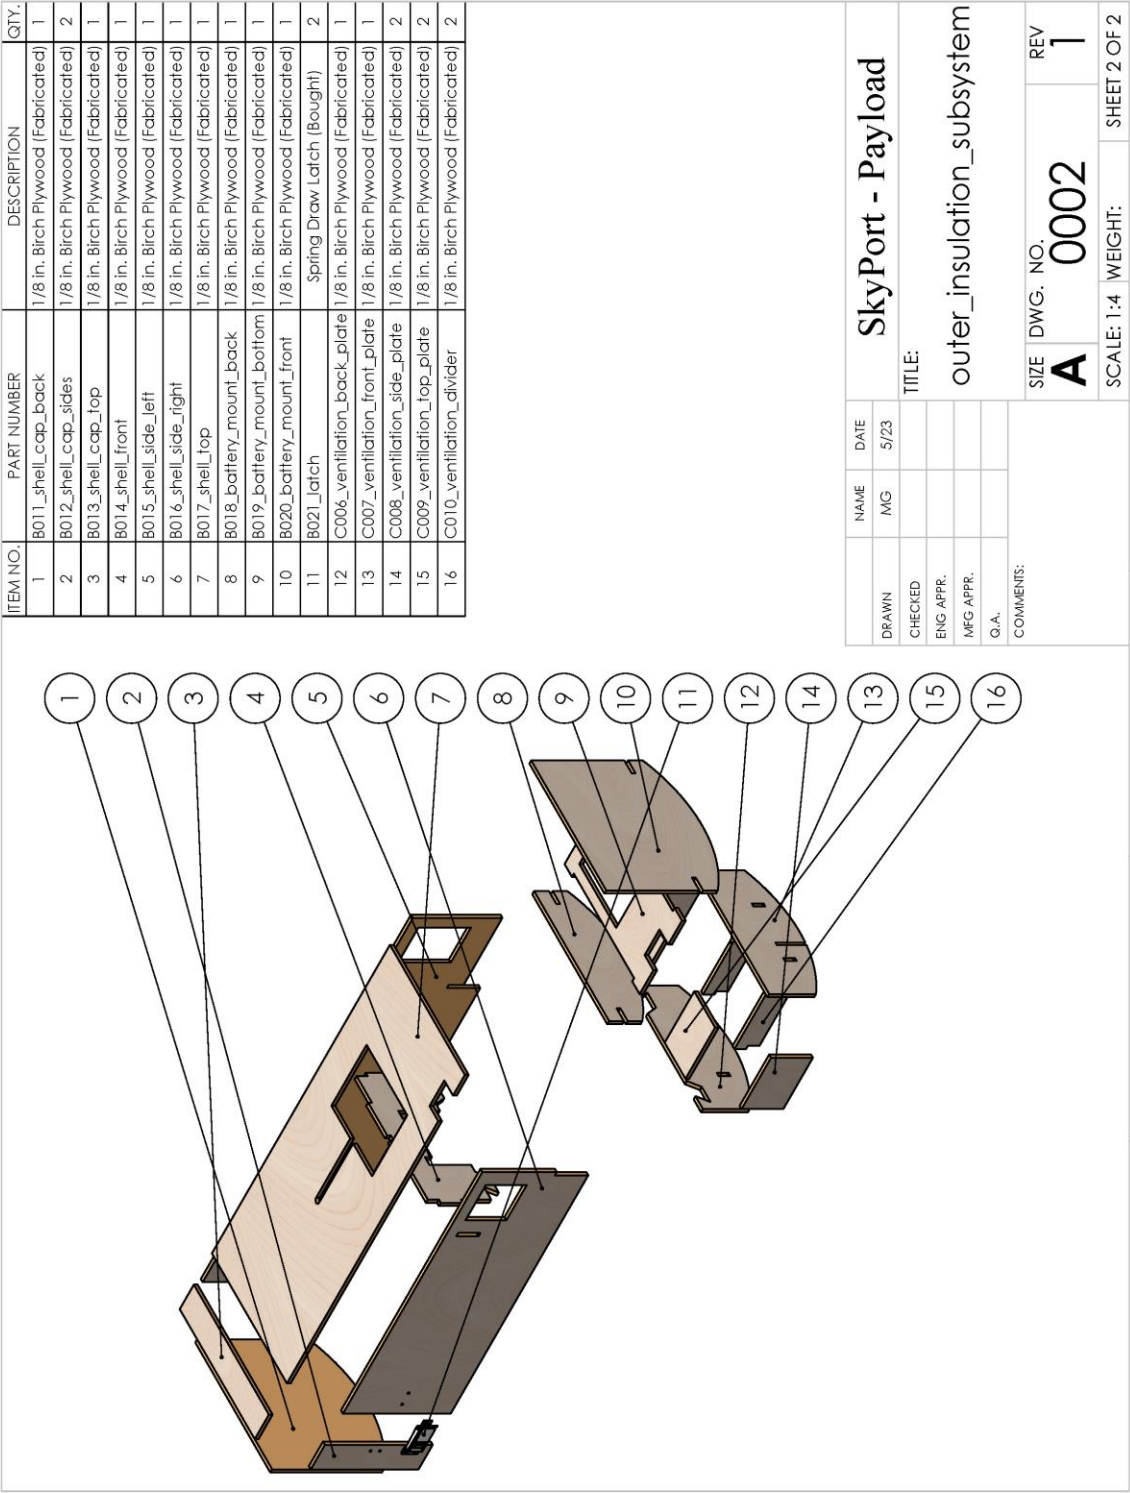 ITEM NO. PART NUMBER DESCRIPTION QTY.
1 B011_shell_cap_back 1/8 in. Birch Plywood (Fabricated) 1
2 B012_shell_cap_sides 1/8 in. Birch Plywood (Fabricated) 2
3 B013_shell_cap_top 1/8 in. Birch Plywood (Fabricated) 1
4 B014_shell_front 1/8 in. Birch Plywood (Fabricated) 1
5 B015_shell_side_left 1/8 in. Birch Plywood (Fabricated) 1
6 B016_shell_side_right 1/8 in. Birch Plywood (Fabricated) 1
7 B017_shell_top 1/8 in. Birch Plywood (Fabricated) 1
8 B018_battery_mount_back 1/8 in. Birch Plywood (Fabricated) 1
9 B019_battery_mount_bottom 1/8 in. Birch Plywood (Fabricated) 1
10 B020_battery_mount_front 1/8 in. Birch Plywood (Fabricated) 1
11 B021_latch Spring Draw Latch (Bought) 2
12 C006_ventilation_back_plate 1/8 in. Birch Plywood (Fabricated) 1
13 C007_ventilation_front_plate 1/8 in. Birch Plywood (Fabricated) 1
14 C008_ventilation_side_plate 1/8 in. Birch Plywood (Fabricated) 2
15 C009_ventilation_top_plate 1/8 in. Birch Plywood (Fabricated) 2
16 C010_ventilation_divider 1/8 in. Birch Plywood (Fabricated) 2
1
2
3
4
5
6
7
8
9
10
11
12
14
13
15
16
NAME DATE
DRAWN MG 5/23
CHECKED
ENG APPR.
MFG APPR.
Q.A.
COMMENTS:
SkyPort - Payload
TITLE:
outer_insulation_subsystem
SIZE DWG. NO. REV
A 0002 1
SCALE: 1:4 WEIGHT: SHEET 2 OF 2